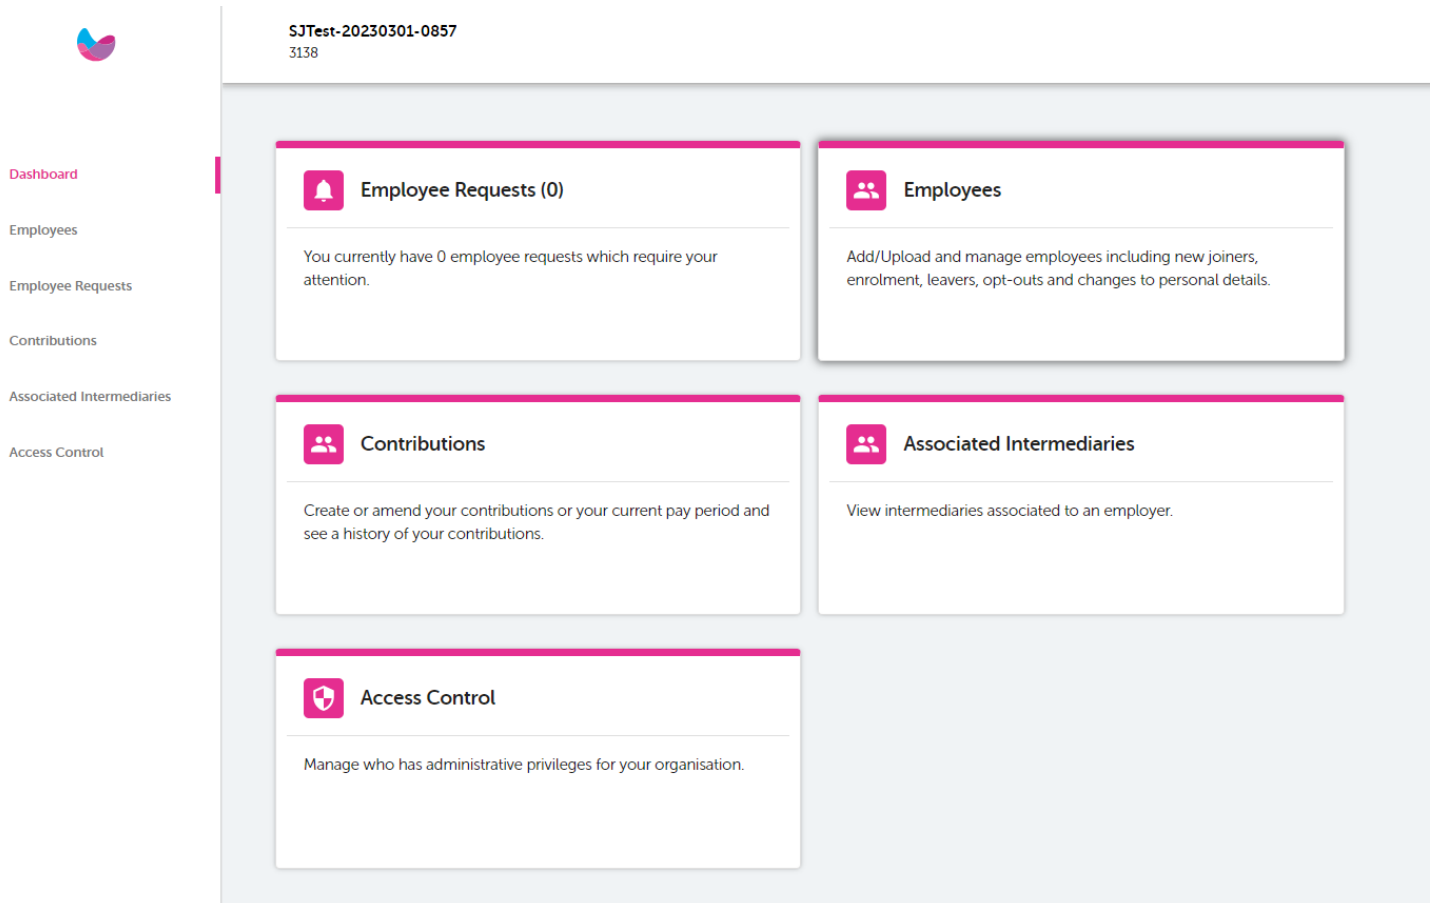 SJTest-20230301-0857
3138
Dashboard
Employees
Employee Requests
Contributions
Associated Intermediaries
Access Control
Employee Requests (0)
You currently have 0 employee requests which require your
attention.
Employees
Add/Upload and manage employees including new joiners,
enrolment, leavers, opt-outs and changes to personal details.
Contributions
Create or amend your contributions or your current pay period and
see a history of your contributions.
Associated Intermediaries
View intermediaries associated to an employer.
Access Control
Manage who has administrative privileges for your organisation.